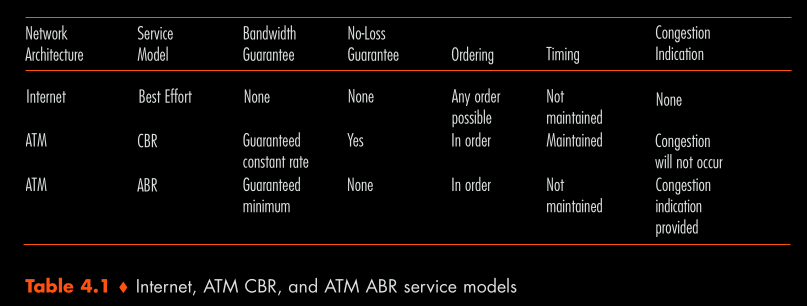 Network Architecture Service Model Bandwidth Guarantee No-Loss Guarantee Ordering Timing Congestion Indication
Internet Best Effort None None Any order possible Not maintained None
ATM CBR Guaranteed constant rate Yes In order Maintained Congestion will not occur
ATM ABR Guaranteed minimum None In order Not maintained Congestion indication provided
Table 4.1 ♦ Internet, ATM CBR, and ATM ABR service models